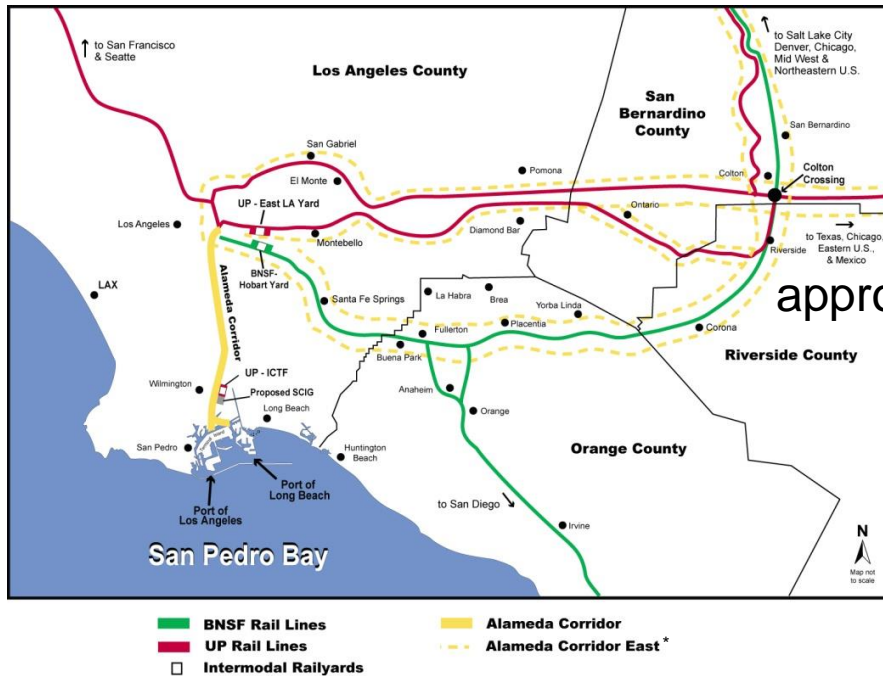 to San Francisco
& Seatte
Los Angeles County
to Salt Lake City
Denver, Chicago,
Mid West &
Northeastern U.S.
San
Bernardino
County
San Bernardino
San Gabriel
El Monte
Pomona
Colton
Colton
Crossing
UP - East LA Yard
Los Angeles
Montebello
Diamond Bar
Ontario
Riverside
to Texas, Chicago,
Eastern U.S.,
& Mexico
BNSF-
Hobart Yard
LAX
Alameda Corridor
Santa Fe Springs
La Habra
Brea
Yorba Linda
Placentia
Fullerton
Corona
appro
Riverside County
Buena Park
UP - ICTF
Proposed SCIG
Wilmington
Long Beach
Anaheim
Orange
San Pedro
Huntington
Beach
Orange County
Port of
Long Beach
Port of
Los Angeles
to San Diego
Irvine
San Pedro Bay
N
Map not
to scale
BNSF Rail Lines
Alameda Corridor
UP Rail Lines
Alameda Corridor East *
Intermodal Railyards